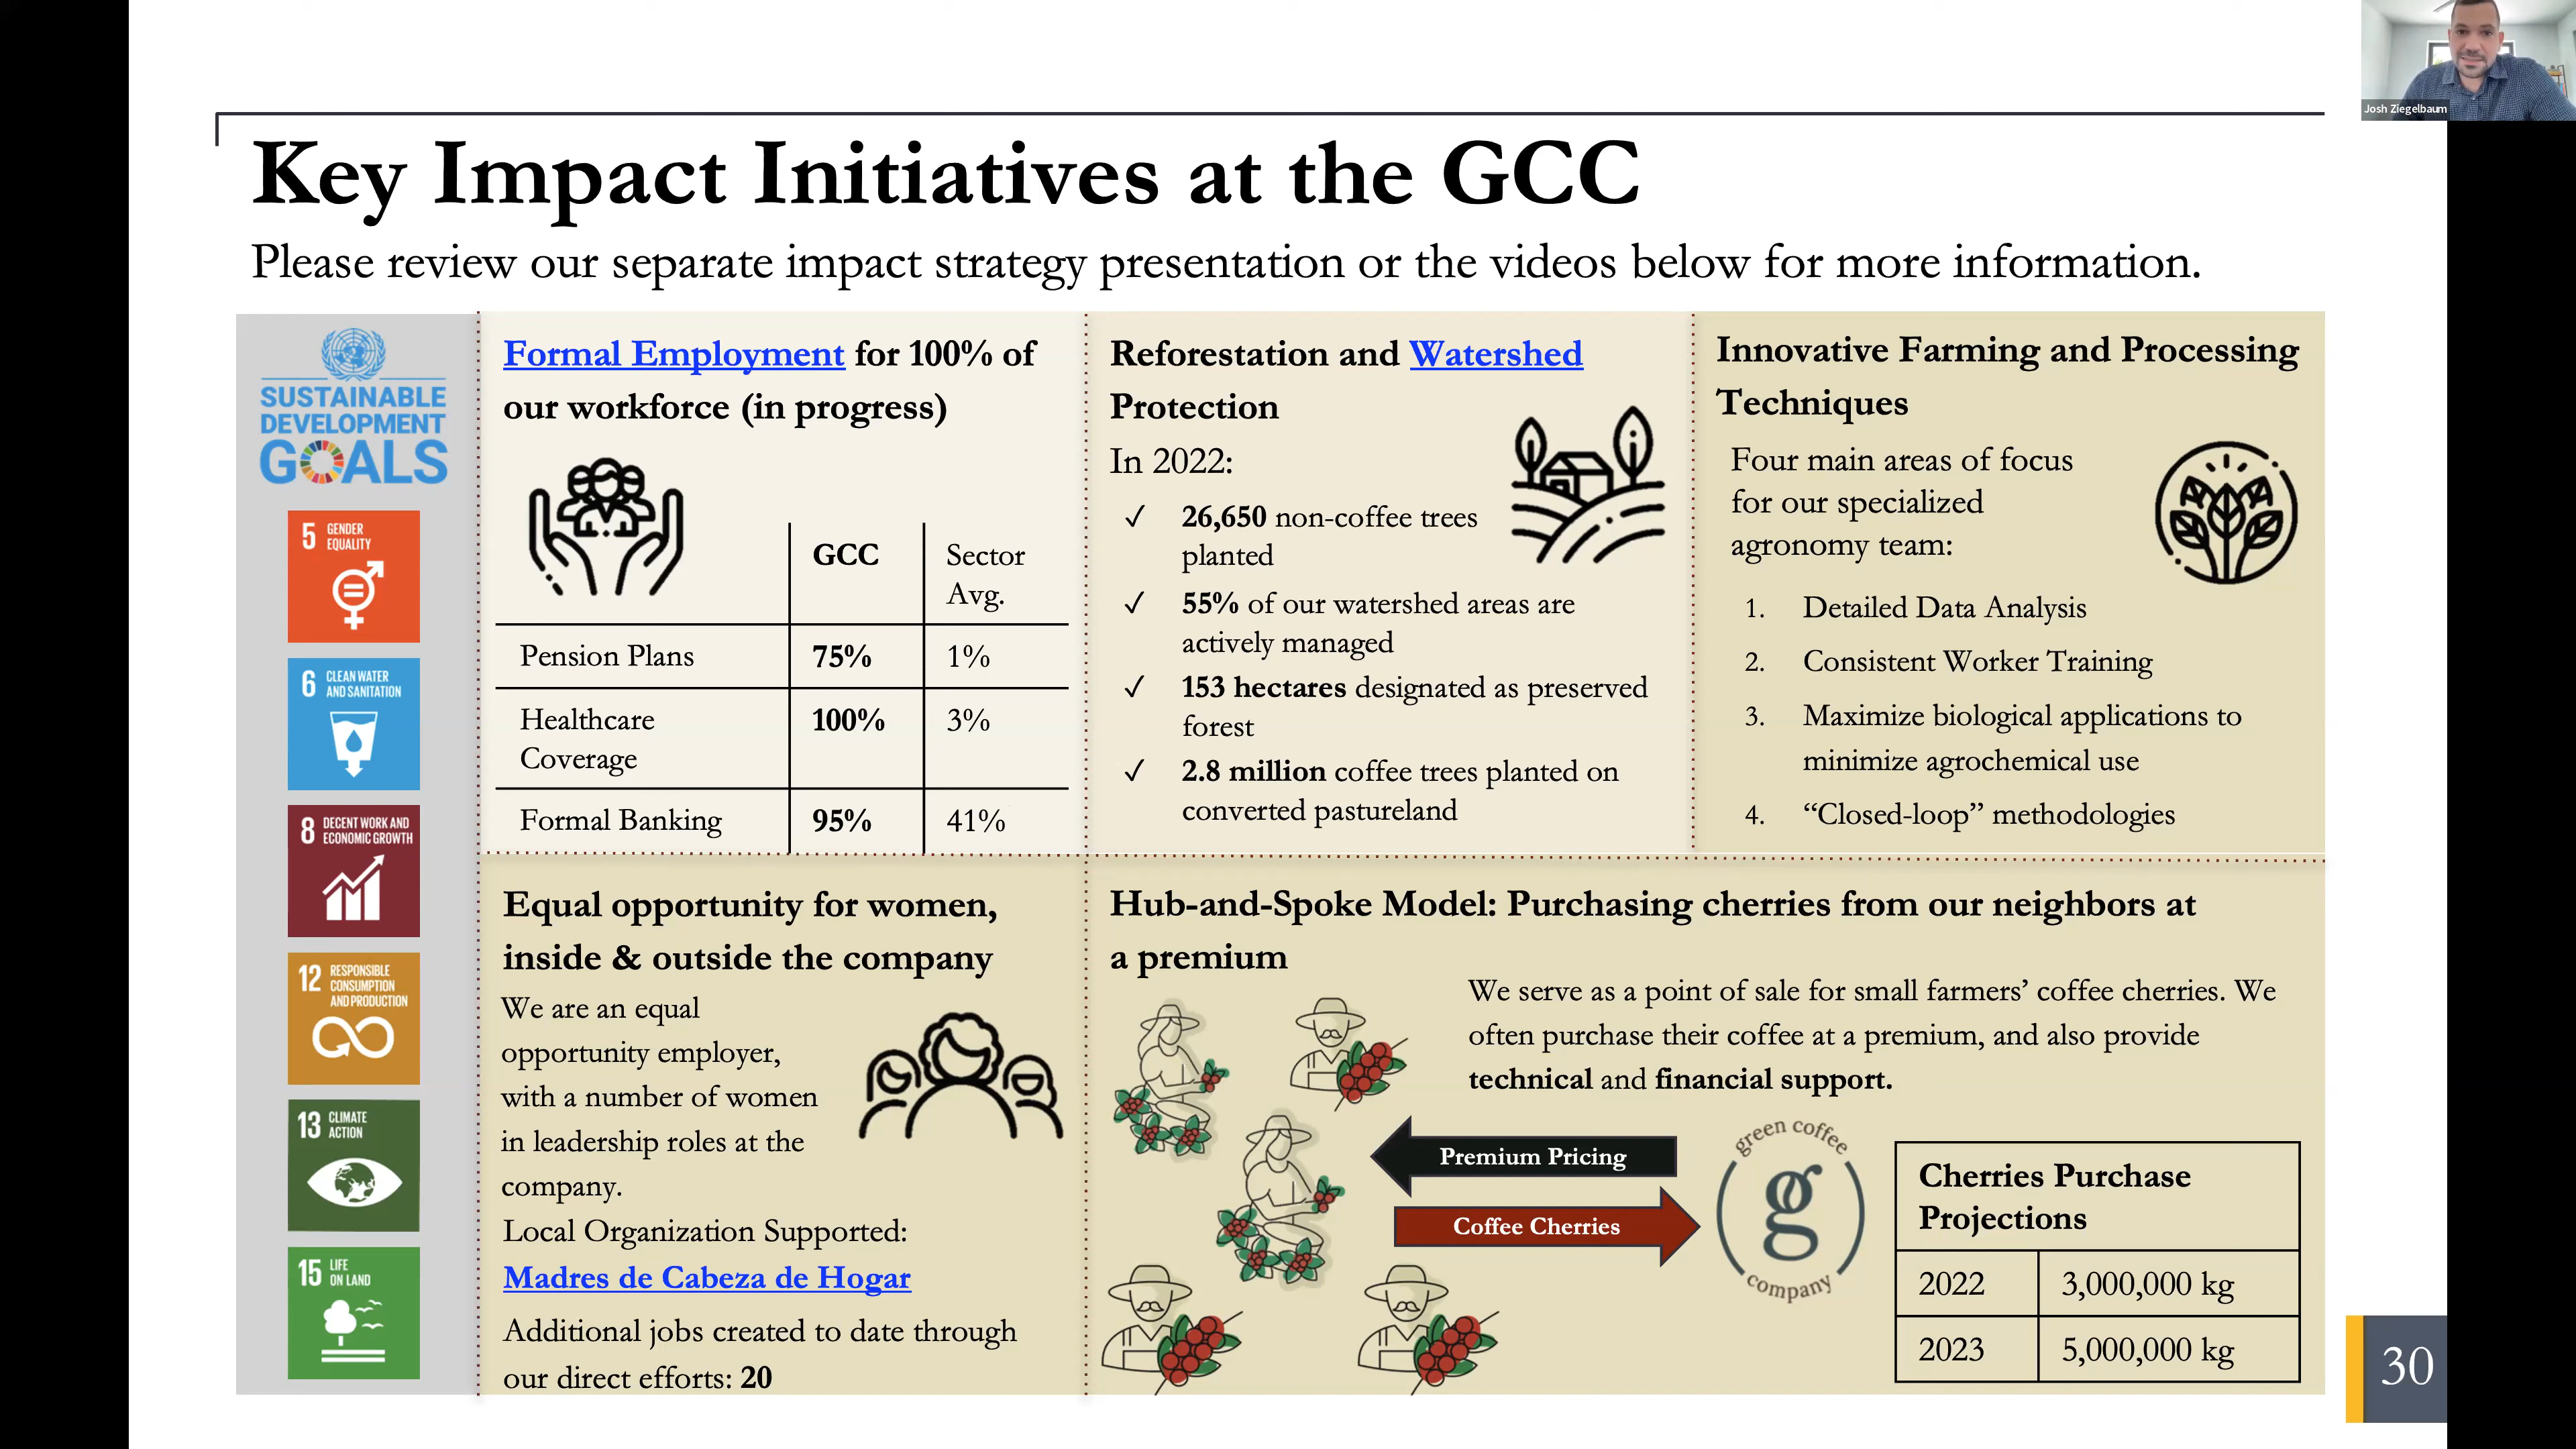 Josh Ziegelbaum
Key Impact Initiatives at the GCC
Please review our separate impact strategy presentation or the videos below for more information.
SUSTAINABLE
DEVELOPMENT
GOALS
5 GENDER
EQUALITY
6 CLEAN WATER
AND SANITATION
8 DECENT WORK AND
ECONOMIC GROWTH
12 RESPONSIBLE
CONSUMPTION
AND PRODUCTION
13 CLIMATE
ACTION
15 LIFE
ON LAND
Formal Employment for 100% of
our workforce (in progress)
GCC Sector
Avg.
Pension Plans 75% 1%
Healthcare
Coverage 100% 3%
Formal Banking 95% 41%
Reforestation and Watershed
Protection
In 2022:
✓ 26,650 non-coffee trees
planted
✓ 55% of our watershed areas are
actively managed
✓ 153 hectares designated as preserved
forest
✓ 2.8 million coffee trees planted on
converted pastureland
Innovative Farming and Processing
Techniques
Four main areas of focus
for our specialized
agronomy team:
1. Detailed Data Analysis
2. Consistent Worker Training
3. Maximize biological applications to
minimize agrochemical use
4. “Closed-loop” methodologies
Equal opportunity for women,
inside & outside the company
We are an equal
opportunity employer,
with a number of women
in leadership roles at the
company.
Local Organization Supported:
Madres de Cabeza de Hogar
Additional jobs created to date through
our direct efforts: 20
Hub-and-Spoke Model: Purchasing cherries from our neighbors at
a premium
We serve as a point of sale for small farmers’ coffee cherries. We
often purchase their coffee at a premium, and also provide
technical and financial support.
Premium Pricing
Coffee Cherries
green coffee
g
company
Cherries Purchase
Projections
2022 3,000,000 kg
2023 5,000,000 kg
30